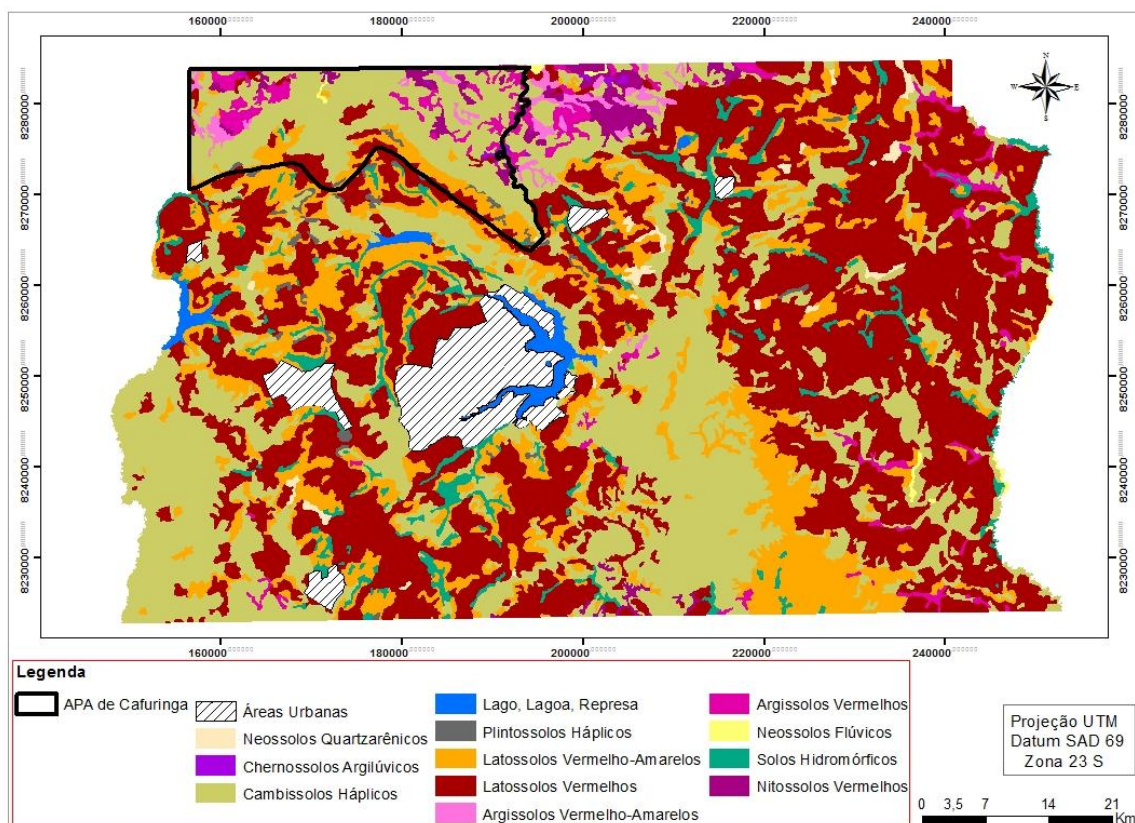 160000 180000 200000 220000 240000
N
W E
S
8280000 8280000
8270000 8270000
8260000 8260000
8250000 8250000
8240000 8240000
8230000 8230000
160000 180000 200000 220000 240000
Legenda
APA de Cafuringa
Áreas Urbanas
Neossolos Quartzarênicos
Chernossolos Argilúvicos
Cambissolos Háplicos
Lago, Lagoa, Represa
Plintossolos Háplicos
Latossolos Vermelho-Amarelos
Latossolos Vermelhos
Argissolos Vermelho-Amarelos
Argissolos Vermelhos
Neossolos Flúvicos
Solos Hidromórficos
Nitossolos Vermelhos
Projeção UTM
Datum SAD 69
Zona 23 S
0 3,5 7 14 21
Km